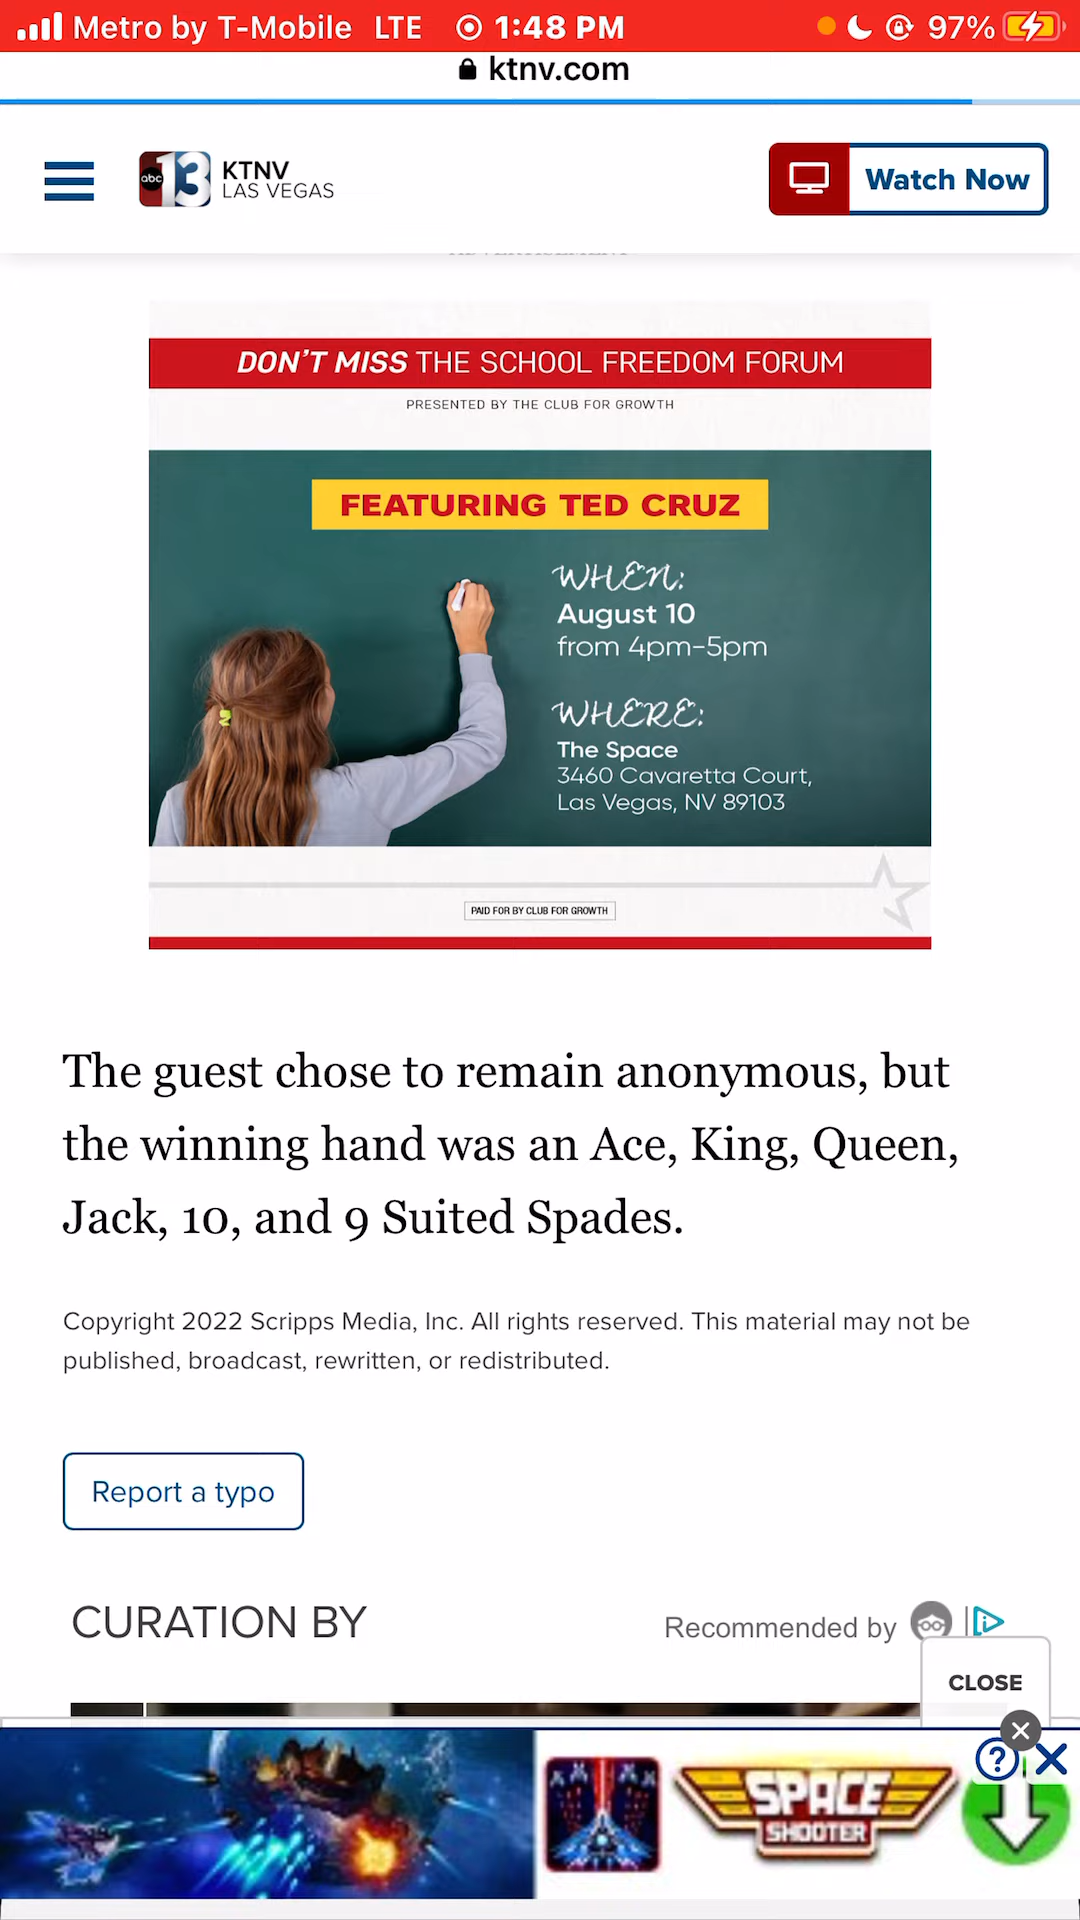 Metro by T-Mobile LTE 1:48 PM 97%
ktnv.com
abc 13 KTNV
LAS VEGAS
Watch Now
DON'T MISS THE SCHOOL FREEDOM FORUM
PRESENTED BY THE CLUB FOR GROWTH
FEATURING TED CRUZ
WHEN:
August 10
from 4pm-5pm
WHERE:
The Space
3460 Cavaretta Court,
Las Vegas, NV 89103
PAID FOR BY CLUB FOR GROWTH
The guest chose to remain anonymous, but
the winning hand was an Ace, King, Queen,
Jack, 10, and 9 Suited Spades.
Copyright 2022 Scripps Media, Inc. All rights reserved. This material may not be
published, broadcast, rewritten, or redistributed.
Report a typo
CURATION BY
Recommended by
CLOSE
SPACE
SHOOTER